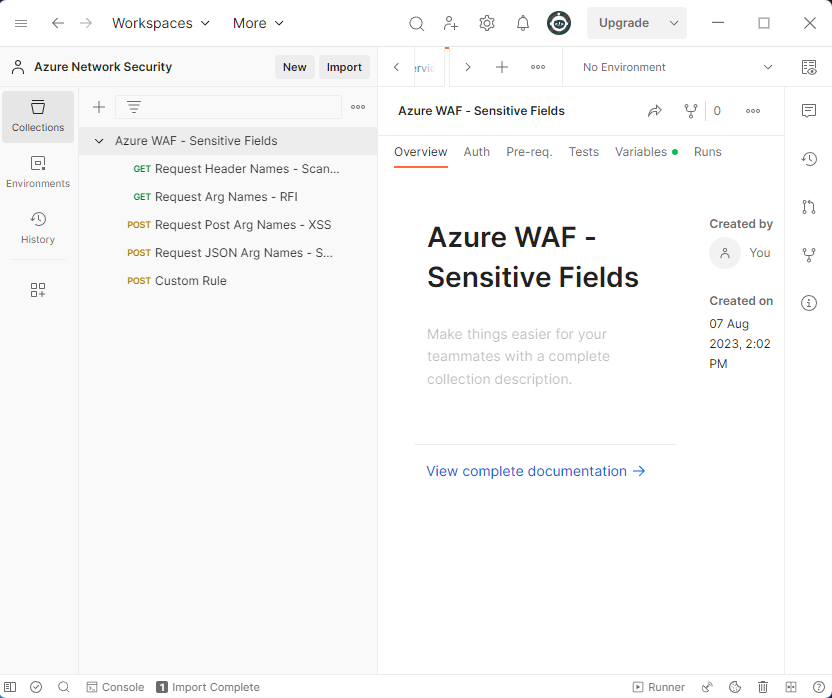 Workspaces
More
Upgrade
Azure Network Security
New
Import
No Environment
Collections
Environments
History
Azure WAF - Sensitive Fields
GET Request Header Names - Scan...
GET Request Arg Names - RFI
POST Request Post Arg Names - XSS
POST Request JSON Arg Names - S...
POST Custom Rule
Azure WAF - Sensitive Fields
0
Overview
Auth
Pre-req.
Tests
Variables
Runs
Azure WAF -
Sensitive Fields
Make things easier for your
teammates with a complete
collection description.
View complete documentation →
Created by
You
Created on
07 Aug
2023, 2:02
PM
Console
1 Import Complete
Runner